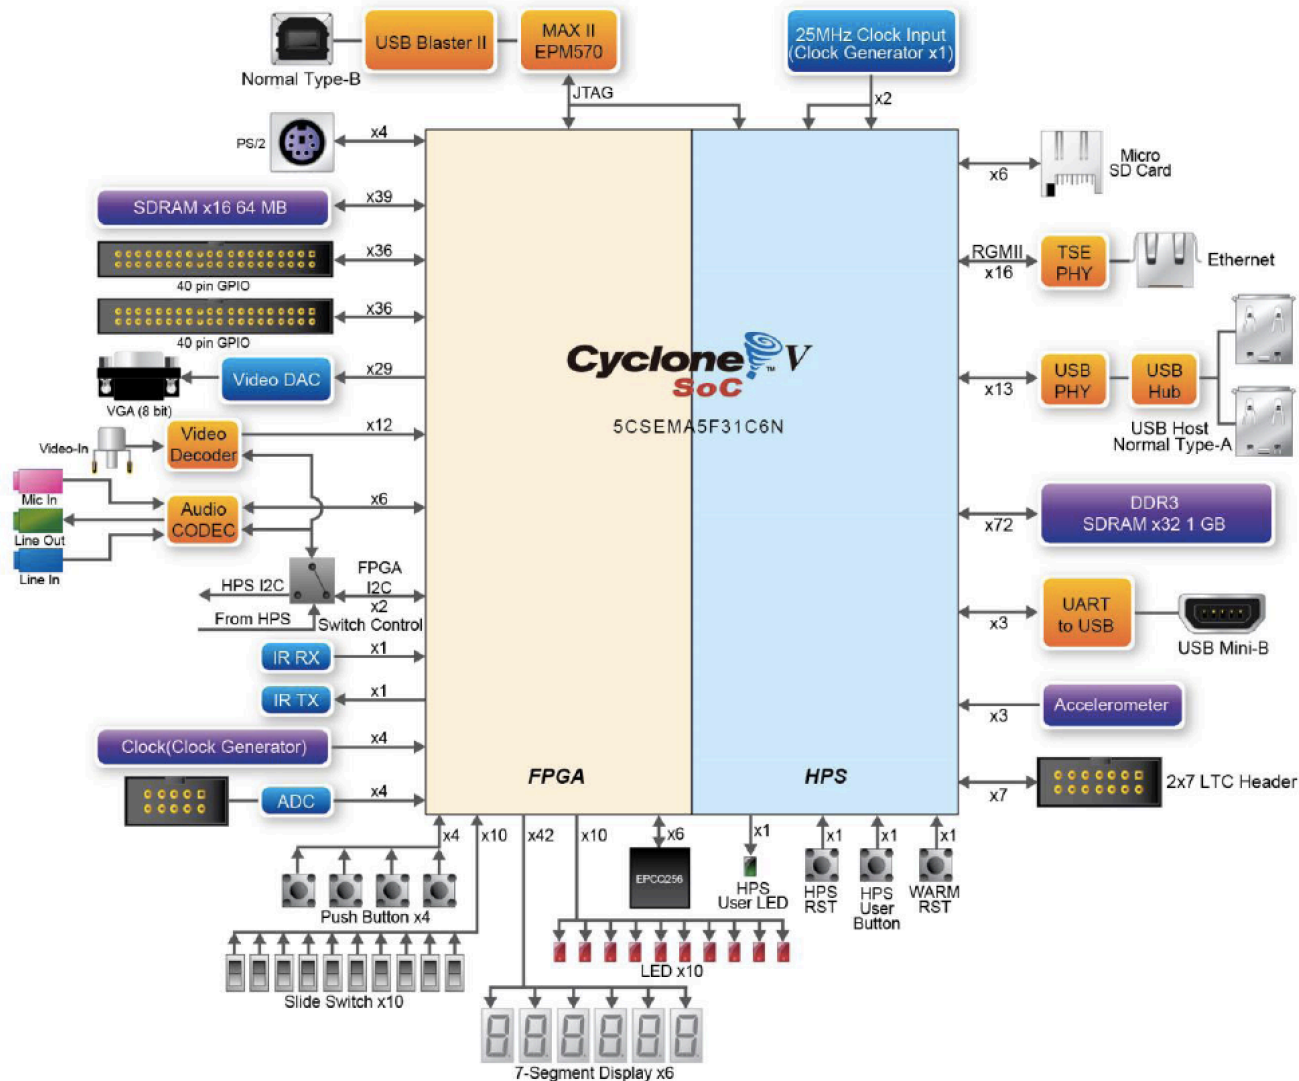 Normal Type-B
USB Blaster II
MAX II
EPM570
25MHz Clock Input
(Clock Generator x1)
JTAG
x2
PS/2
x4
SDRAM x16 64 MB
x39
40 pin GPIO
x36
40 pin GPIO
x36
VGA (8 bit)
Video DAC
x29
Video-In
Video
Decoder
x12
Mic In
Line Out
Line In
Audio
CODEC
x6
HPS I2C
From HPS
FPGA
I2C
x2
Switch Control
IR RX
x1
IR TX
x1
Clock(Clock Generator)
x4
ADC
x4
Cyclone V
SoC
TM
5CSEMA5F31C6N
FPGA
HPS
x6
Micro
SD Card
RGMII
x16
TSE
PHY
Ethernet
x13
USB
PHY
USB
Hub
USB Host
Normal Type-A
x72
DDR3
SDRAM x32 1 GB
x3
UART
to USB
USB Mini-B
x3
Accelerometer
x7
2x7 LTC Header
x4
x10
x42
x10
x6
x1
x1
x1
x1
Push Button x4
EPCQ256
HPS
User LED
HPS
RST
HPS
User
Button
WARM
RST
Slide Switch x10
LED x10
7-Segment Display x6